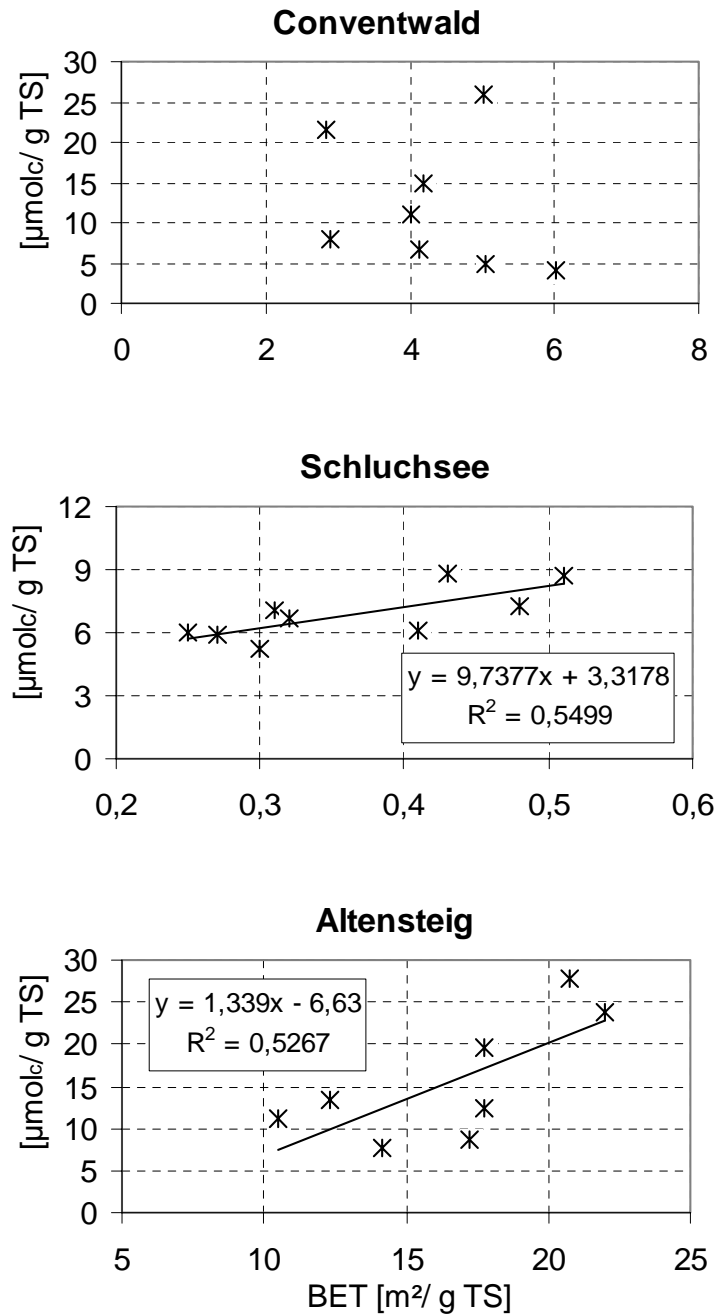 Conventwald
30
25
20
15
10
5
0
[µmolc/ g TS]
0 2 4 6 8
Schluchsee
12
9
6
3
0
[µmolc/ g TS]
y = 9,7377x + 3,3178
R² = 0,5499
0,2 0,3 0,4 0,5 0,6
Altensteig
30
25
20
15
10
5
0
[µmolc/ g TS]
y = 1,339x - 6,63
R² = 0,5267
5 10 15 20 25
BET [m²/ g TS]